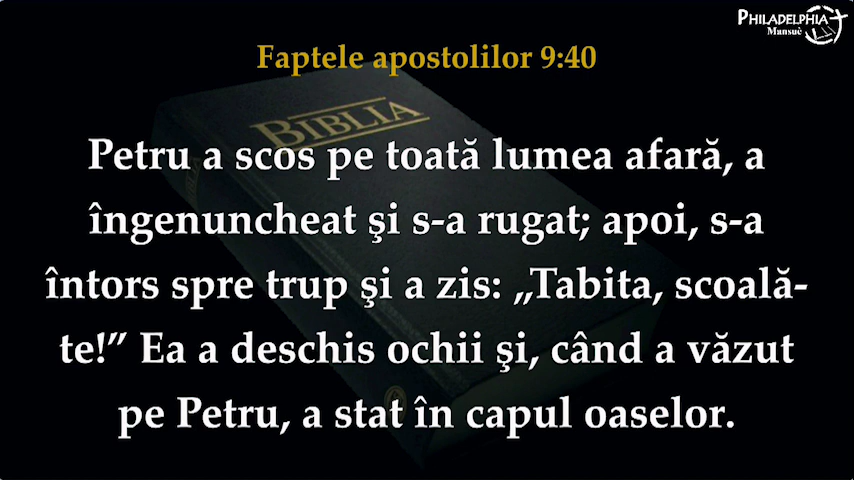 PHILADELPHIA
Mansuè
Faptele apostolilor 9:40
BIBLIA
Petru a scos pe toată lumea afară, a
îngenuncheat şi s-a rugat; apoi, s-a
întors spre trup şi a zis: „Tabita, scoală-
te!” Ea a deschis ochii şi, când a văzut
pe Petru, a stat în capul oaselor.